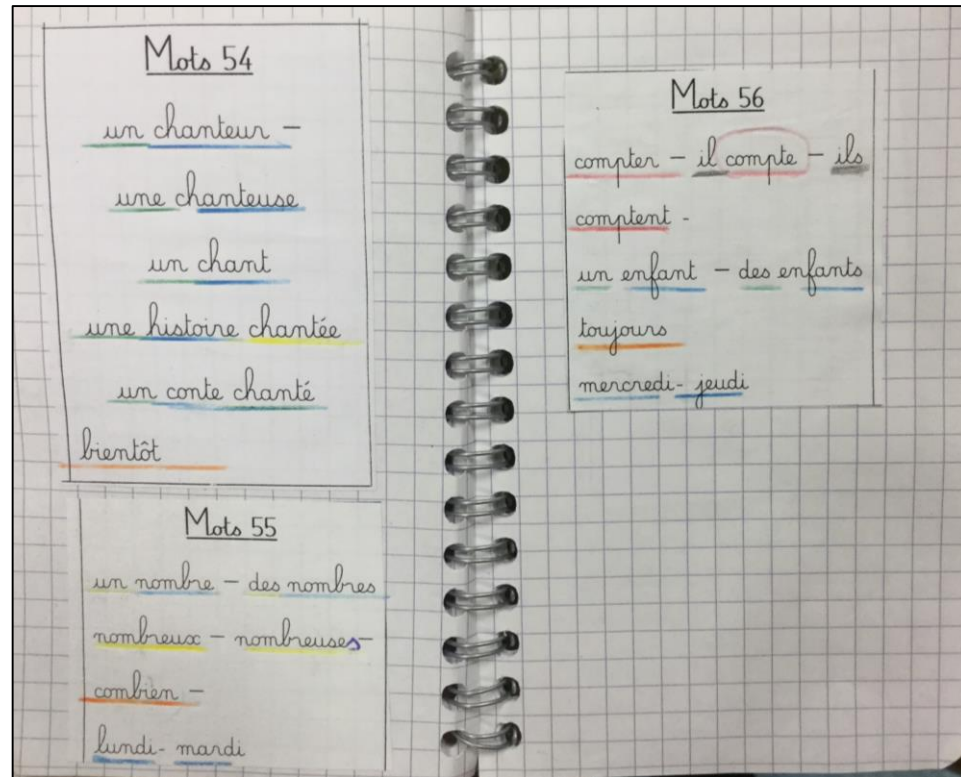 Mots 54
un chanteur –
une chanteuse
un chant
une histoire chantée
un conte chanté
bientôt
Mots 55
un nombre – des nombres
nombreux – nombreuses –
combien –
lundi - mardi
Mots 56
compter – il compte – ils
comptent -
un enfant – des enfants
toujours
mercredi - jeudi